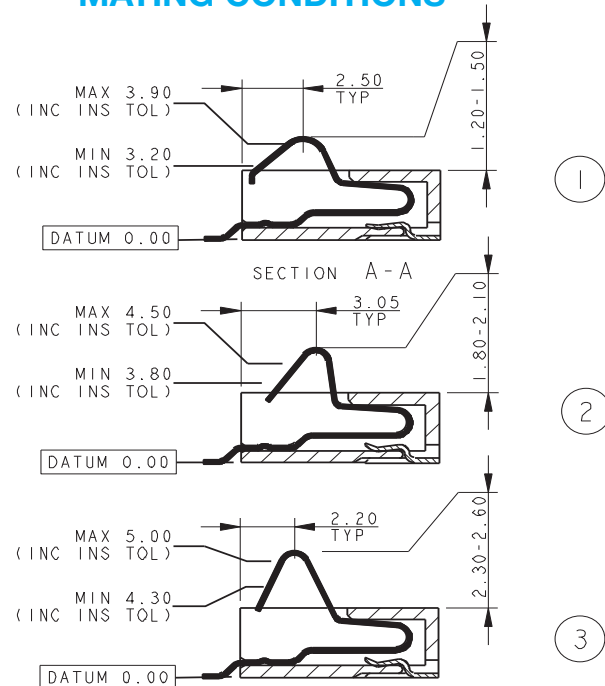 MATING CONDITIONS
2.50
TYP
MAX 3.90
(INC INS TOL)
MIN 3.20
(INC INS TOL)
1.20-1.50
1
DATUM 0.00
SECTION A-A
3.05
TYP
MAX 4.50
(INC INS TOL)
MIN 3.80
(INC INS TOL)
1.80-2.10
2
DATUM 0.00
2.20
TYP
MAX 5.00
(INC INS TOL)
MIN 4.30
(INC INS TOL)
2.30-2.60
3
DATUM 0.00